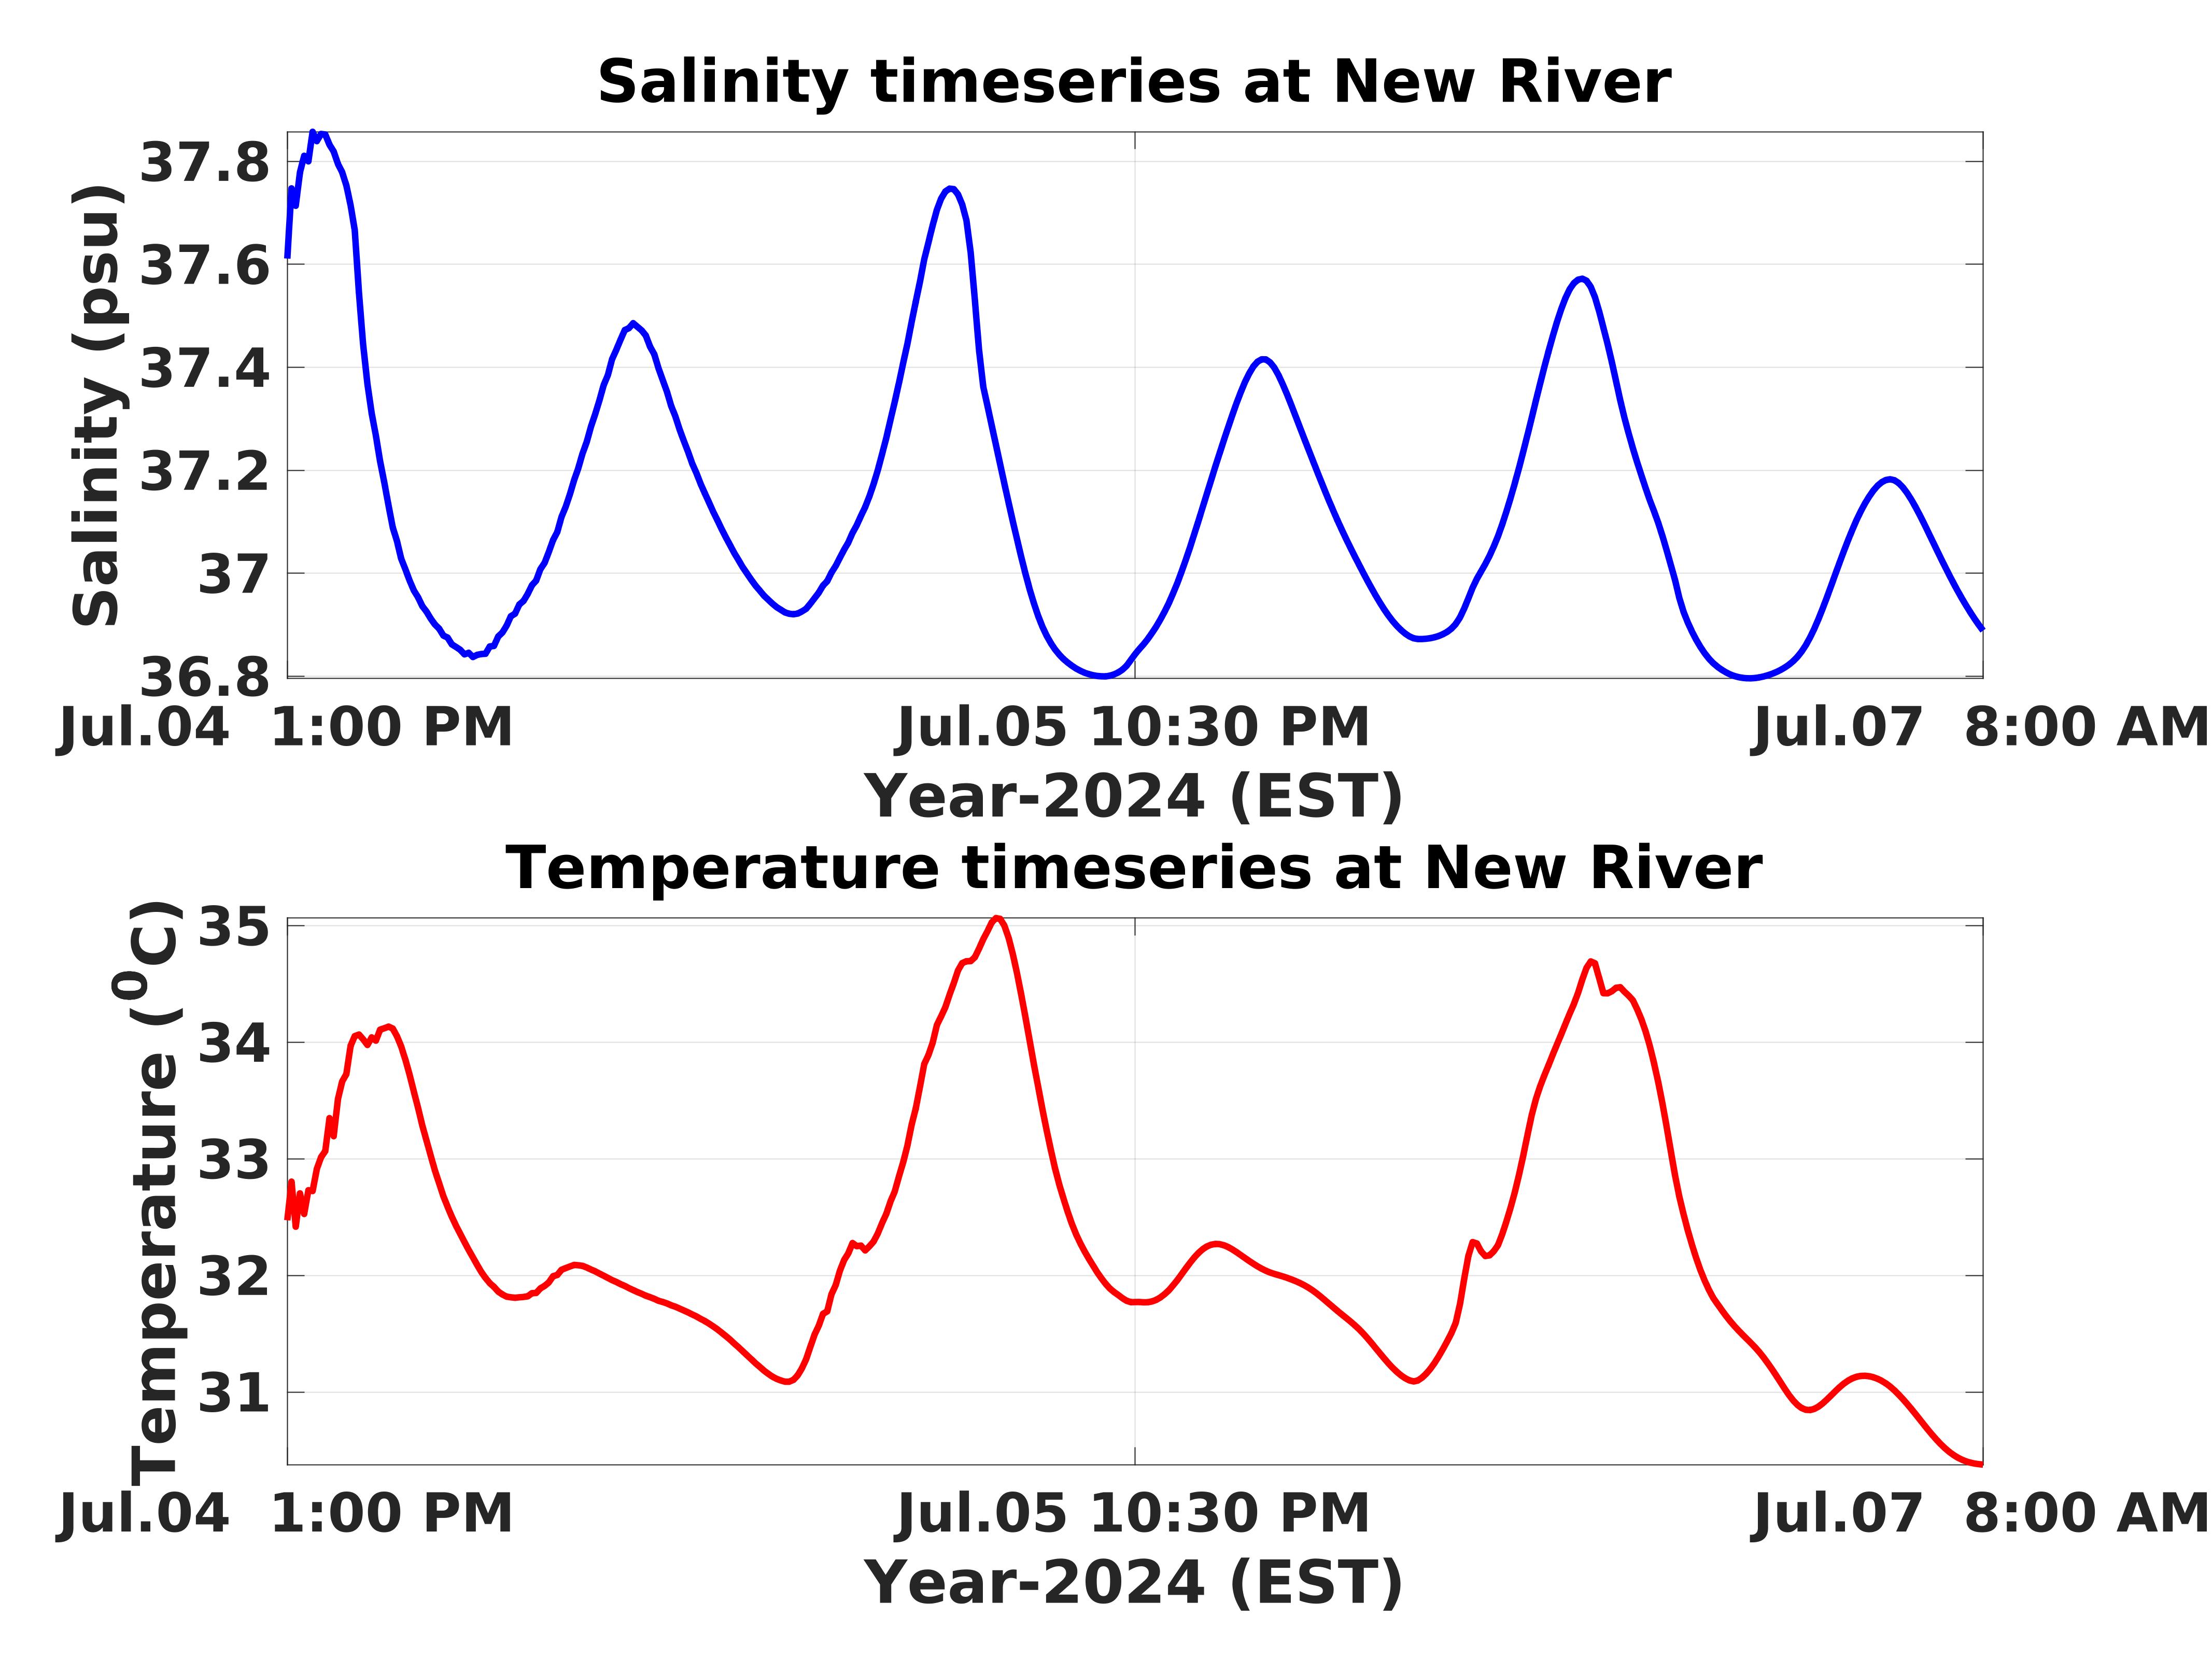 Salinity timeseries at New River
Salinity (psu)
37.8
37.6
37.4
37.2
37
36.8
Jul.04  1:00 PM Jul.05 10:30 PM Jul.07  8:00 AM
Year-2024 (EST)
Temperature timeseries at New River
Temperature (⁰C)
35
34
33
32
31
Jul.04  1:00 PM Jul.05 10:30 PM Jul.07  8:00 AM
Year-2024 (EST)